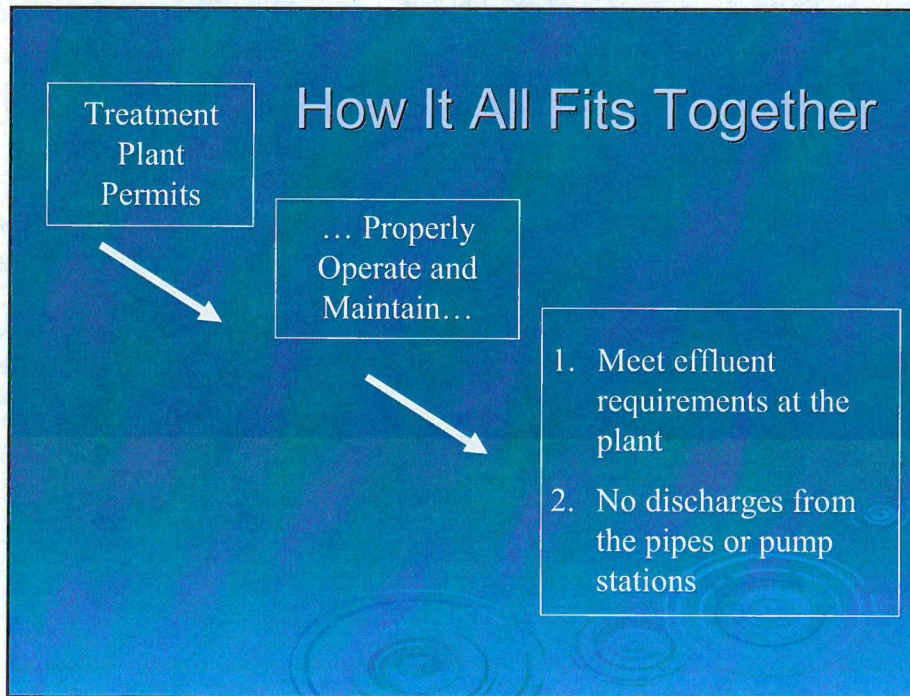 How It All Fits Together
Treatment
Plant
Permits
… Properly
Operate and
Maintain…
1. Meet effluent
requirements at the
plant
2. No discharges from
the pipes or pump
stations